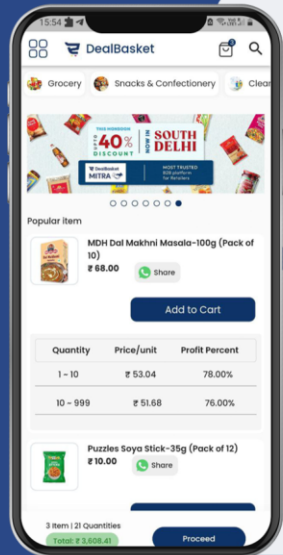 15:54
DealBasket
Grocery
Snacks & Confectionery
Clea
THIS MONSOON
UPTO 40%
DISCOUNT
NOW IN
SOUTH
DELHI
DealBasket
MITRA
MOST TRUSTED
B2B platform
for Retailers
Popular item
MDH Dal Makhni Masala-100g (Pack of
10)
₹ 68.00
Share
Add to Cart
Quantity Price/unit Profit Percent
1 - 10 ₹ 53.04 78.00%
10 - 999 ₹ 51.68 76.00%
Puzzles Soya Stick-35g (Pack of 12)
₹ 10.00
Share
3 Item | 21 Quantities
Total: ₹ 3,608.41
Proceed